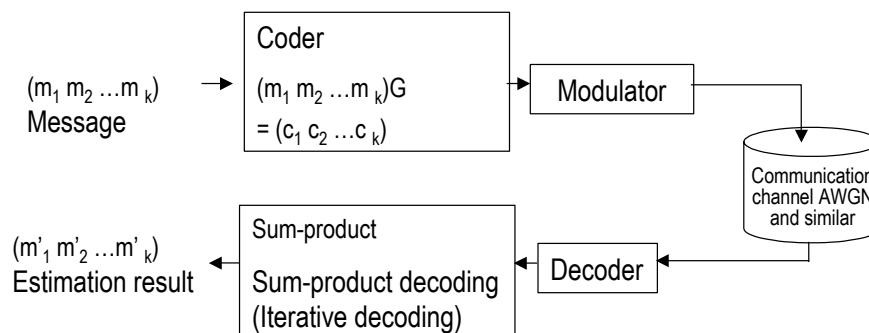 Coder
(m₁ m₂ …m ₖ)
Message
(m₁ m₂ …m ₖ)G
= (c₁ c₂ …c ₖ)
Modulator
Communication
channel AWGN
and similar
(m'₁ m'₂ …m' ₖ)
Estimation result
Sum-product
Sum-product decoding
(Iterative decoding)
Decoder